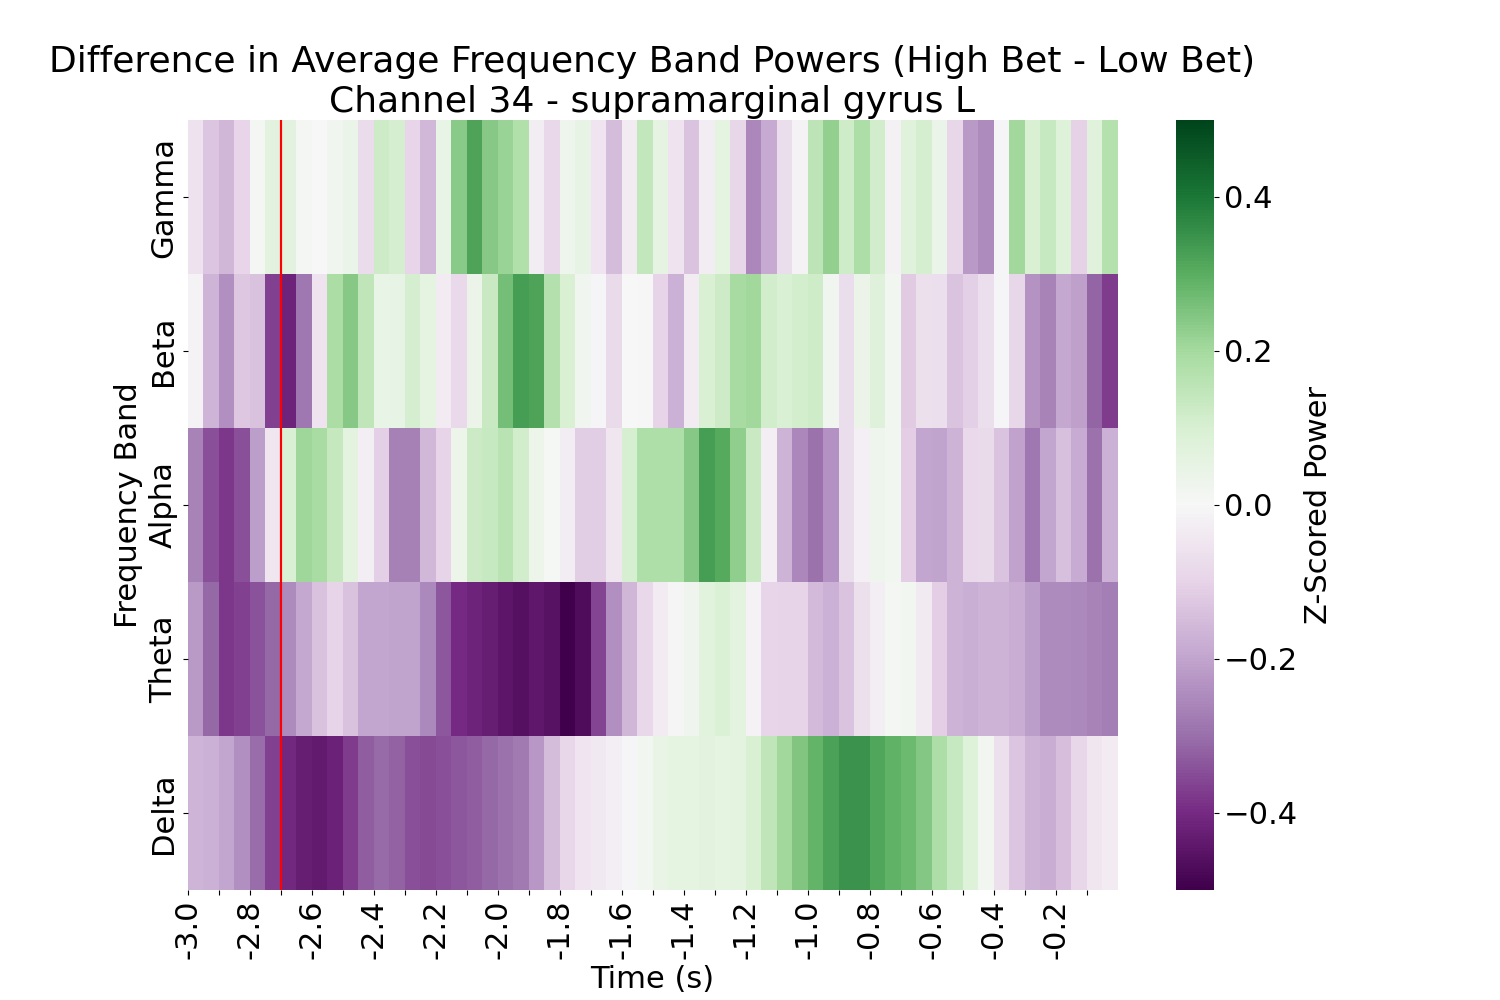 Difference in Average Frequency Band Powers (High Bet - Low Bet)
Channel 34 - supramarginal gyrus L
Frequency Band
Gamma
Beta
Alpha
Theta
Delta
-3.0
-2.8
-2.6
-2.4
-2.2
-2.0
-1.8
-1.6
-1.4
-1.2
-1.0
-0.8
-0.6
-0.4
-0.2
Time (s)
0.4
0.2
0.0
−0.2
−0.4
Z-Scored Power